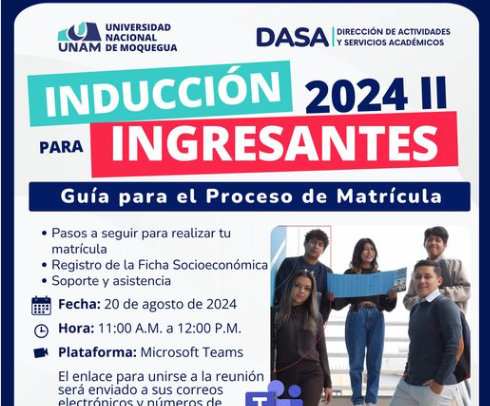 UNAM
UNIVERSIDAD
NACIONAL
DE MOQUEGUA
DASA
DIRECCIÓN DE ACTIVIDADES
Y SERVICIOS ACADÉMICOS
INDUCCIÓN 2024 II
PARA INGRESANTES
Guía para el Proceso de Matrícula
• Pasos a seguir para realizar tu
matrícula
• Registro de la Ficha Socioeconómica
• Soporte y asistencia
Fecha: 20 de agosto de 2024
Hora: 11:00 A.M. a 12:00 P.M.
Plataforma: Microsoft Teams
El enlace para unirse a la reunión
será enviado a sus correos
electrónicos y números de
T